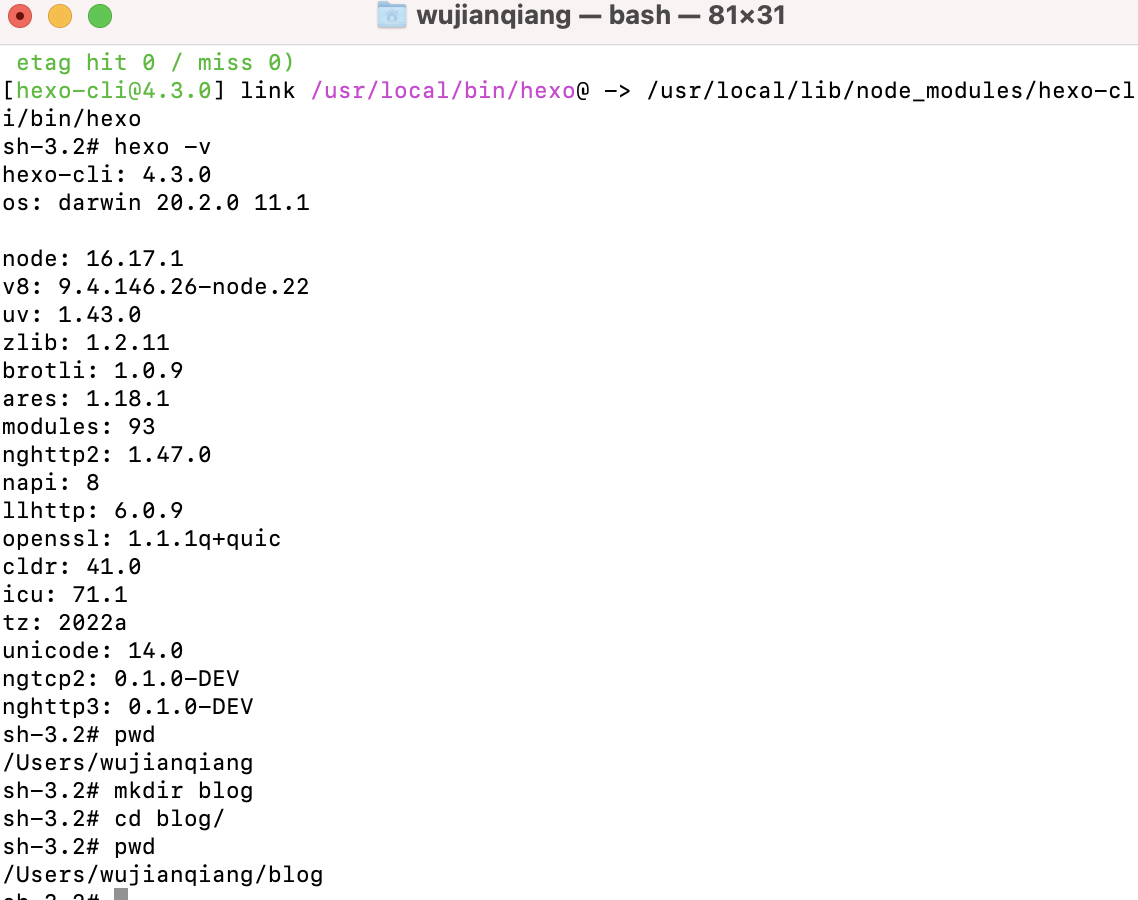 wujianqiang — bash — 81×31
etag hit 0 / miss 0)
[hexo-cli@4.3.0] link /usr/local/bin/hexo@ -> /usr/local/lib/node_modules/hexo-cl
i/bin/hexo
sh-3.2# hexo -v
hexo-cli: 4.3.0
os: darwin 20.2.0 11.1
node: 16.17.1
v8: 9.4.146.26-node.22
uv: 1.43.0
zlib: 1.2.11
brotli: 1.0.9
ares: 1.18.1
modules: 93
nghttp2: 1.47.0
napi: 8
llhttp: 6.0.9
openssl: 1.1.1q+quic
cldr: 41.0
icu: 71.1
tz: 2022a
unicode: 14.0
ngtcp2: 0.1.0-DEV
nghttp3: 0.1.0-DEV
sh-3.2# pwd
/Users/wujianqiang
sh-3.2# mkdir blog
sh-3.2# cd blog/
sh-3.2# pwd
/Users/wujianqiang/blog
sh-3.2#